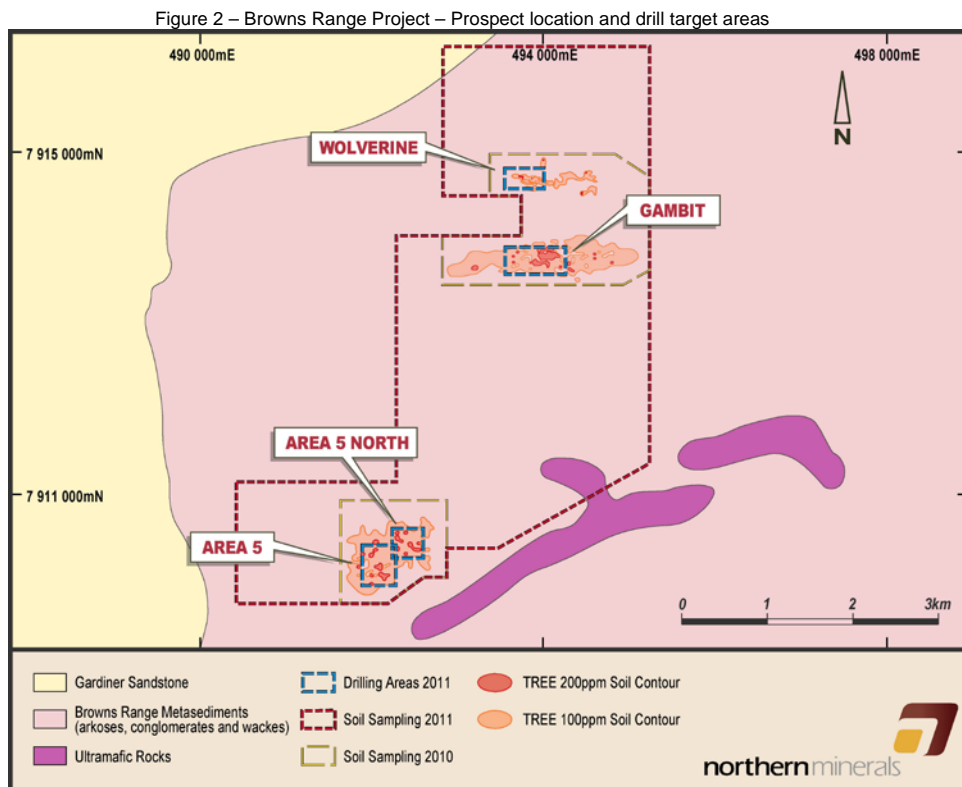 Figure 2 – Browns Range Project – Prospect location and drill target areas
490 000mE
494 000mE
498 000mE
7 915 000mN
WOLVERINE
N
GAMBIT
AREA 5 NORTH
7 911 000mN
AREA 5
0 1 2 3km
Gardiner Sandstone
Browns Range Metasediments
(arkoses, conglomerates and wackes)
Ultramafic Rocks
Drilling Areas 2011
Soil Sampling 2011
Soil Sampling 2010
TREE 200ppm Soil Contour
TREE 100ppm Soil Contour
northernminerals